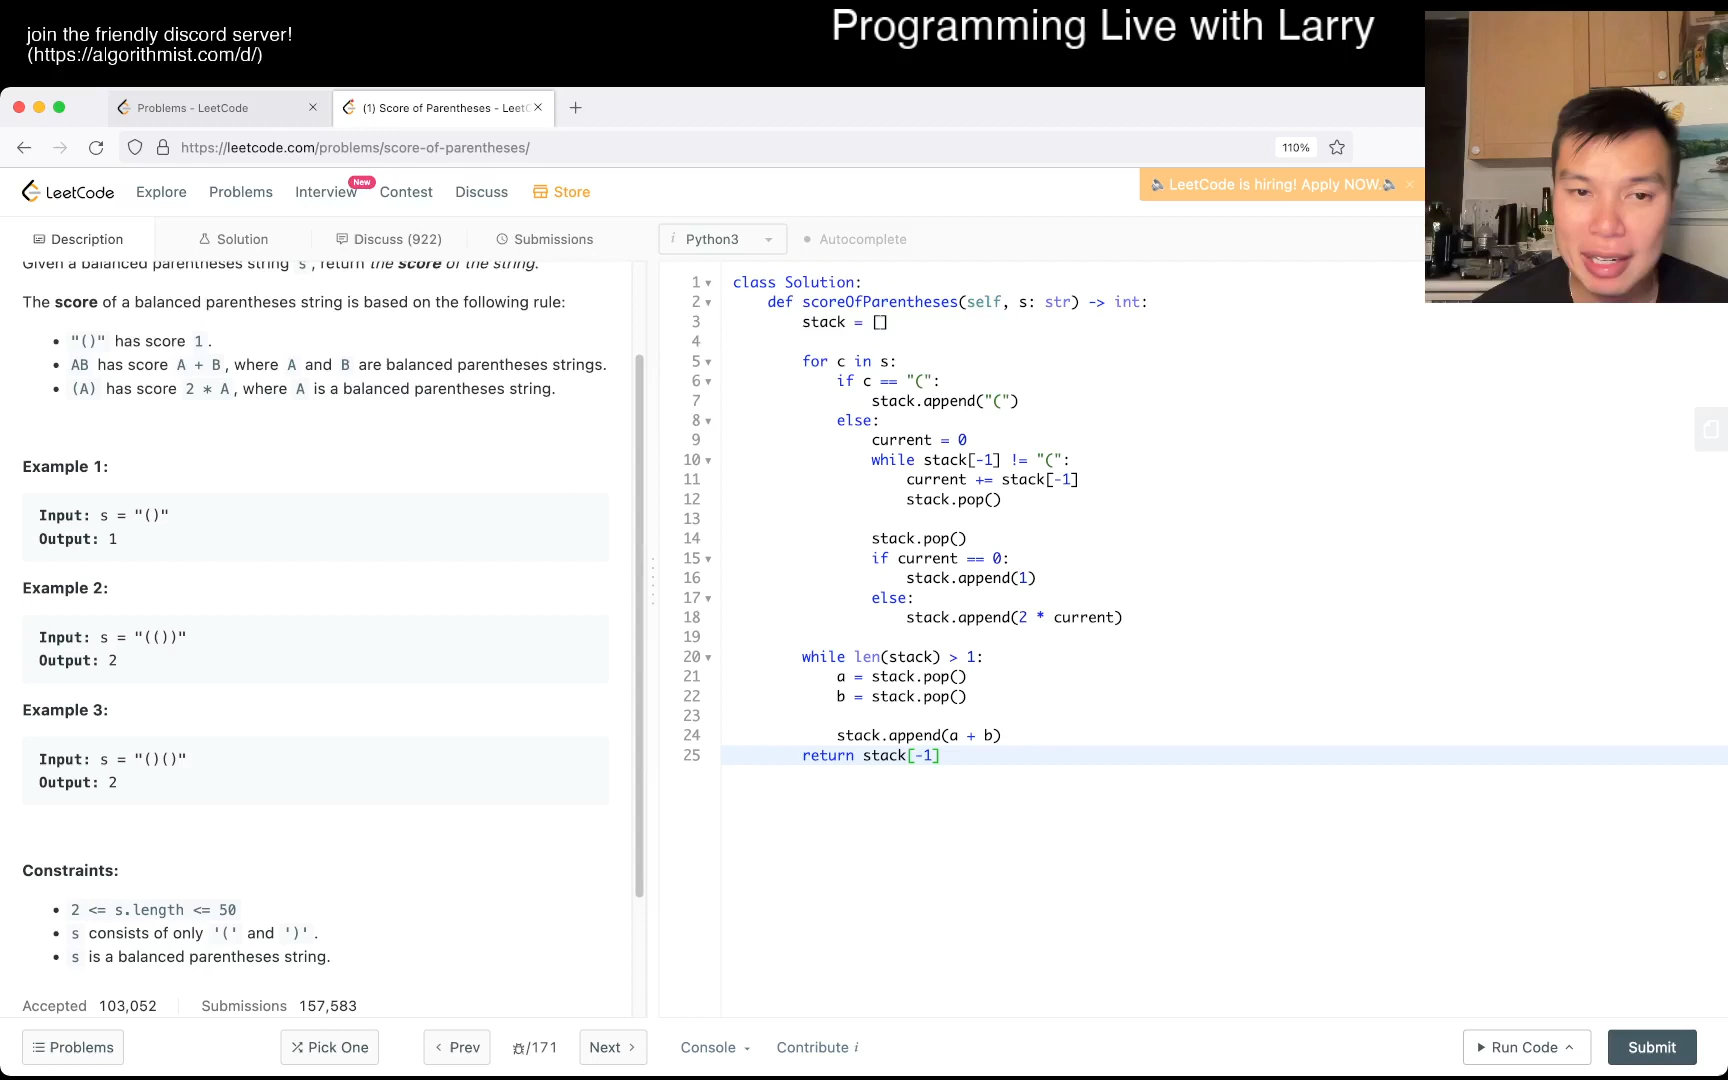 join the friendly discord server!
(https://algorithmist.com/d/)
Programming Live with Larry
Problems - LeetCode
(1) Score of Parentheses - LeetC
https://leetcode.com/problems/score-of-parentheses/
110%
LeetCode
Explore
Problems
Interview
New
Contest
Discuss
Store
LeetCode is hiring! Apply NOW.
Description
Solution
Discuss (922)
Submissions
i Python3
Autocomplete
Given a balanced parentheses string s, return the score of the string.
The score of a balanced parentheses string is based on the following rule:
• "()" has score 1.
• AB has score A + B, where A and B are balanced parentheses strings.
• (A) has score 2 * A, where A is a balanced parentheses string.
Example 1:
Input: s = "()"
Output: 1
Example 2:
Input: s = "(())"
Output: 2
Example 3:
Input: s = "()()"
Output: 2
Constraints:
• 2 <= s.length <= 50
• s consists of only '(' and ')'.
• s is a balanced parentheses string.
Accepted 103,052
Submissions 157,583
1 class Solution:
2 def scoreOfParentheses(self, s: str) -> int:
3 stack = []
4
5 for c in s:
6 if c == "(":
7 stack.append("(")
8 else:
9 current = 0
10 while stack[-1] != "(":
11 current += stack[-1]
12 stack.pop()
13
14 stack.pop()
15 if current == 0:
16 stack.append(1)
17 else:
18 stack.append(2 * current)
19
20 while len(stack) > 1:
21 a = stack.pop()
22 b = stack.pop()
23
24 stack.append(a + b)
25 return stack[-1]
Problems
Pick One
Prev
/171
Next
Console
Contribute i
Run Code
Submit